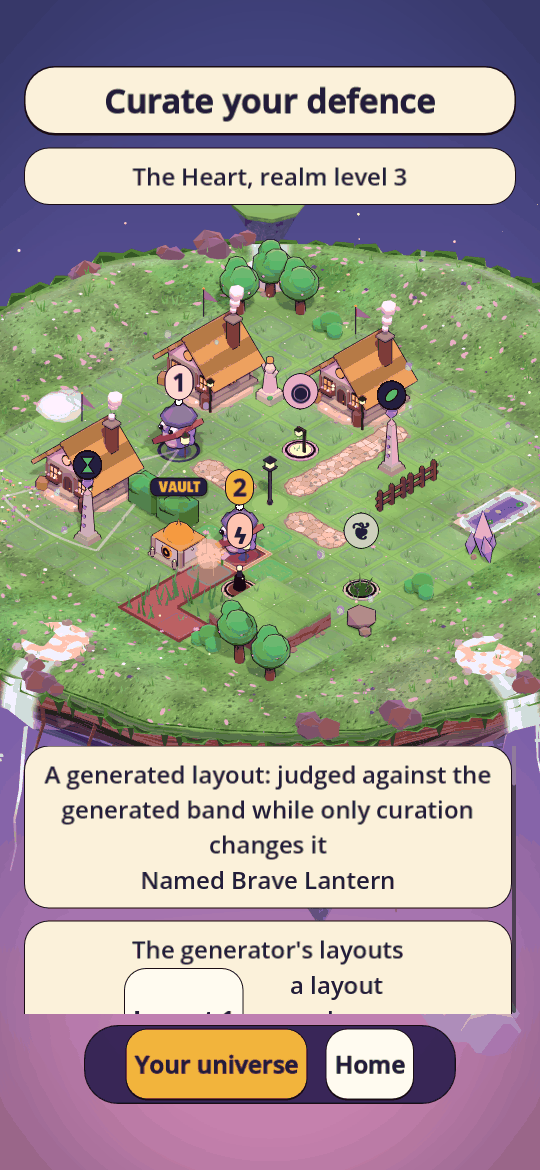 Curate your defence
The Heart, realm level 3
1
VAULT
2
A generated layout: judged against the
generated band while only curation
changes it
Named Brave Lantern
The generator's layouts
a layout
Your universe
Home